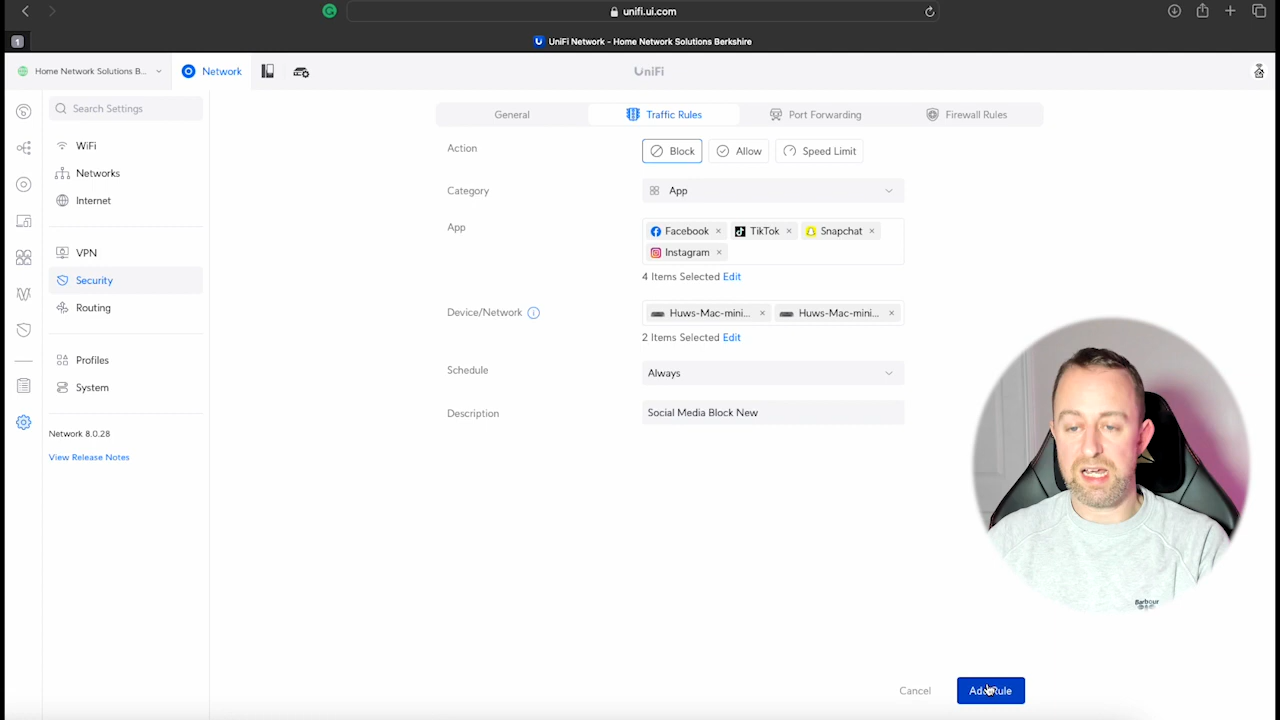 unifi.ui.com
1
UniFi Network - Home Network Solutions Berkshire
Home Network Solutions B...
Network
UniFi
Search Settings
WiFi
Networks
Internet
VPN
Security
Routing
Profiles
System
Network 8.0.28
View Release Notes
General
Traffic Rules
Port Forwarding
Firewall Rules
Action
Block
Allow
Speed Limit
Category
App
App
Facebook
TikTok
Snapchat
Instagram
4 Items Selected Edit
Device/Network
Huws-Mac-mini...
Huws-Mac-mini...
2 Items Selected Edit
Schedule
Always
Description
Social Media Block New
Barbour
Cancel
Add Rule